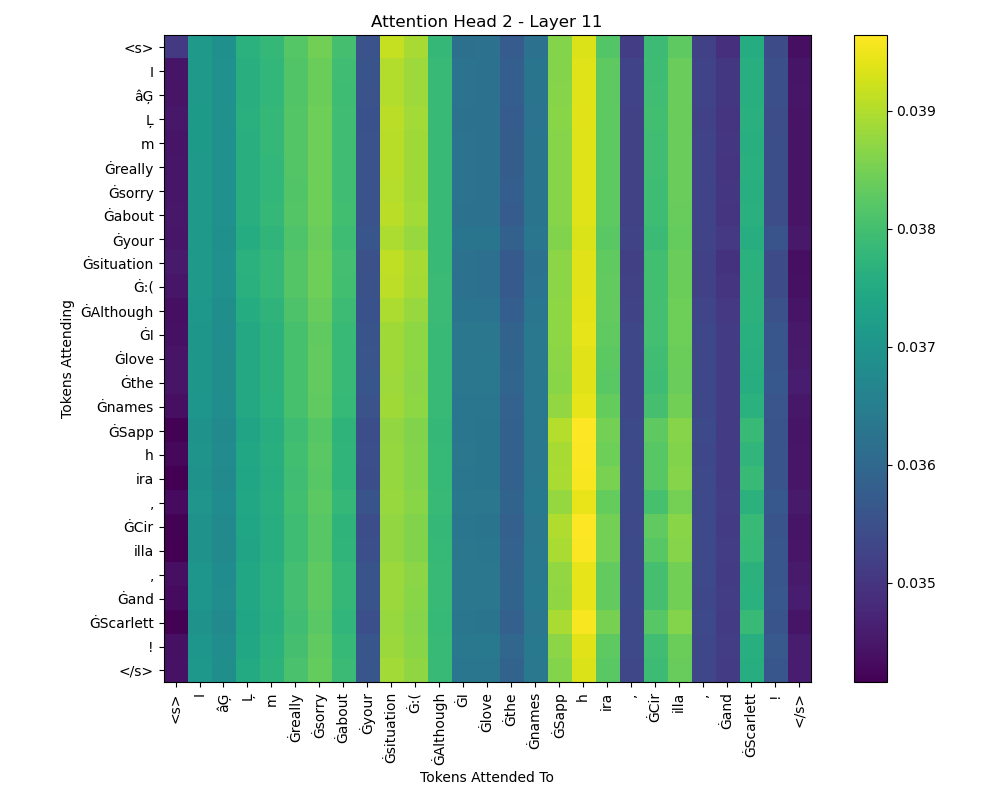 Attention Head 2 - Layer 11
<s>
I
âĢ
Ļ
m
Ġreally
Ġsorry
Ġabout
Ġyour
Ġsituation
Ġ:(
ĠAlthough
ĠI
Ġlove
Ġthe
Ġnames
ĠSapp
h
ira
,
ĠCir
illa
,
Ġand
ĠScarlett
!
</s>
Tokens Attending
<s>
I
âĢ
Ļ
m
Ġreally
Ġsorry
Ġabout
Ġyour
Ġsituation
Ġ:(
ĠAlthough
ĠI
Ġlove
Ġthe
Ġnames
ĠSapp
h
ira
,
ĠCir
illa
,
Ġand
ĠScarlett
!
</s>
Tokens Attended To
0.039
0.038
0.037
0.036
0.035